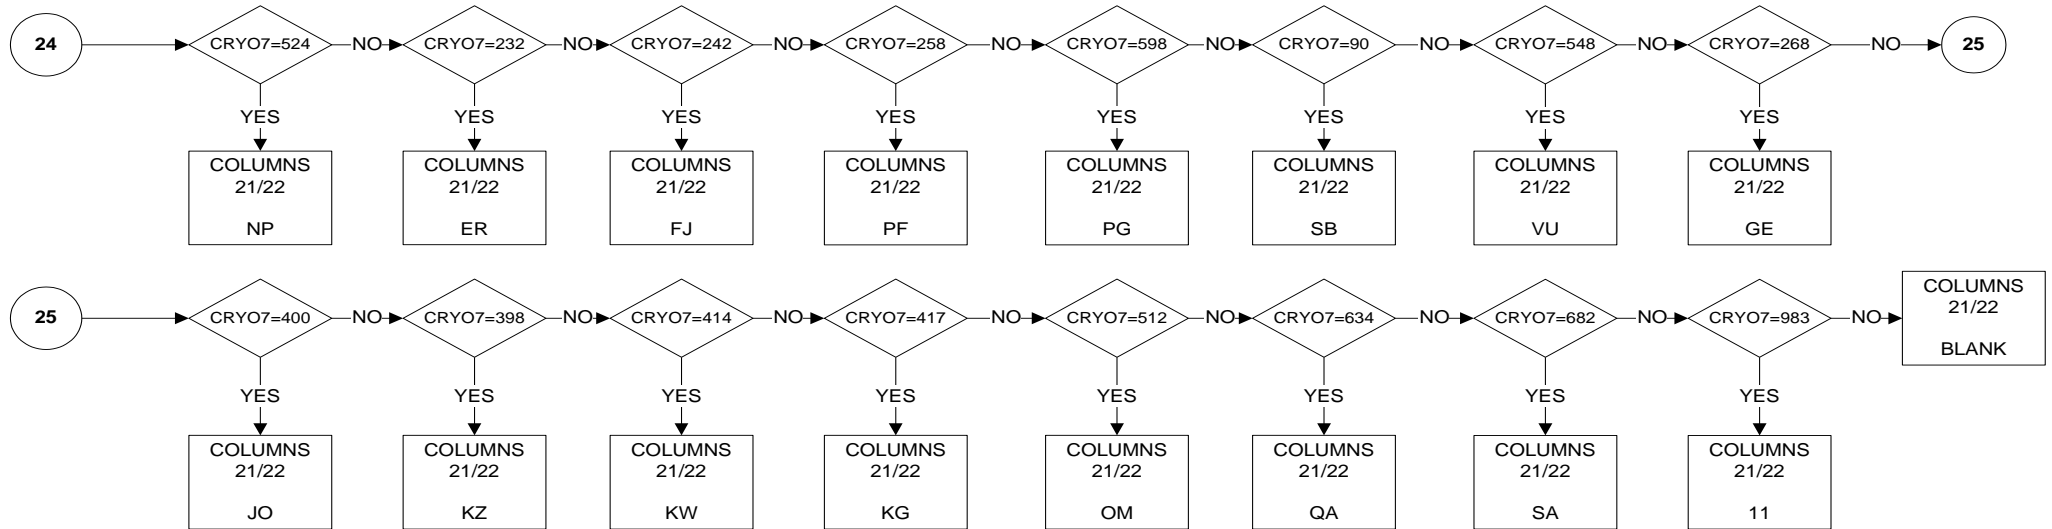 24
CRYO7=524
NO
CRYO7=232
NO
CRYO7=242
NO
CRYO7=258
NO
CRYO7=598
NO
CRYO7=90
NO
CRYO7=548
NO
CRYO7=268
NO
25
YES
YES
YES
YES
YES
YES
YES
YES
COLUMNS
21/22
NP
COLUMNS
21/22
ER
COLUMNS
21/22
FJ
COLUMNS
21/22
PF
COLUMNS
21/22
PG
COLUMNS
21/22
SB
COLUMNS
21/22
VU
COLUMNS
21/22
GE
25
CRYO7=400
NO
CRYO7=398
NO
CRYO7=414
NO
CRYO7=417
NO
CRYO7=512
NO
CRYO7=634
NO
CRYO7=682
NO
CRYO7=983
NO
COLUMNS
21/22
BLANK
YES
YES
YES
YES
YES
YES
YES
YES
COLUMNS
21/22
JO
COLUMNS
21/22
KZ
COLUMNS
21/22
KW
COLUMNS
21/22
KG
COLUMNS
21/22
OM
COLUMNS
21/22
QA
COLUMNS
21/22
SA
COLUMNS
21/22
11